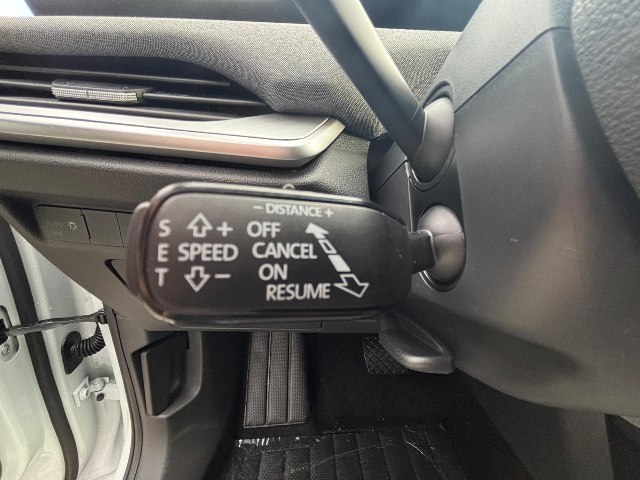 - DISTANCE +
S + OFF
E SPEED CANCEL
T - ON
RESUME